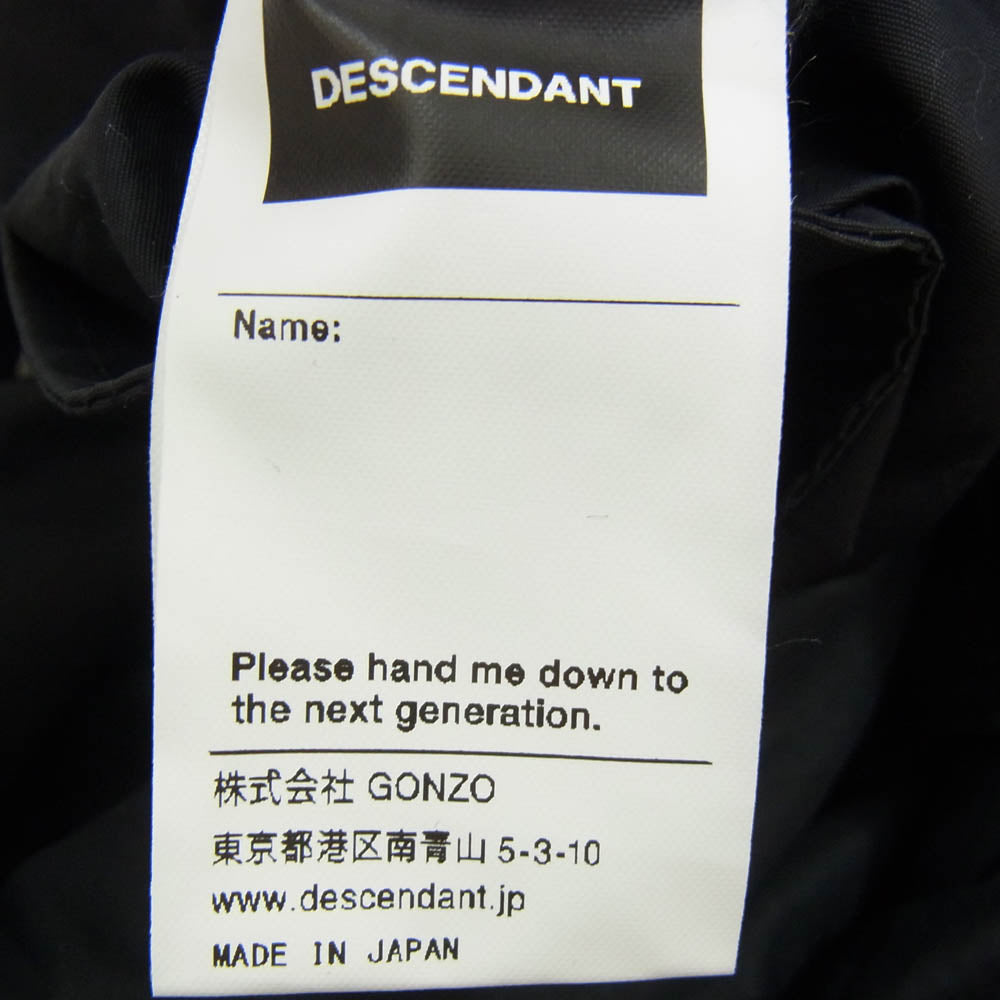 DESCENDANT
Name:
Please hand me down to
the next generation.
株式会社 GONZO
東京都港区南青山 5-3-10
www.descendant.jp
MADE IN JAPAN